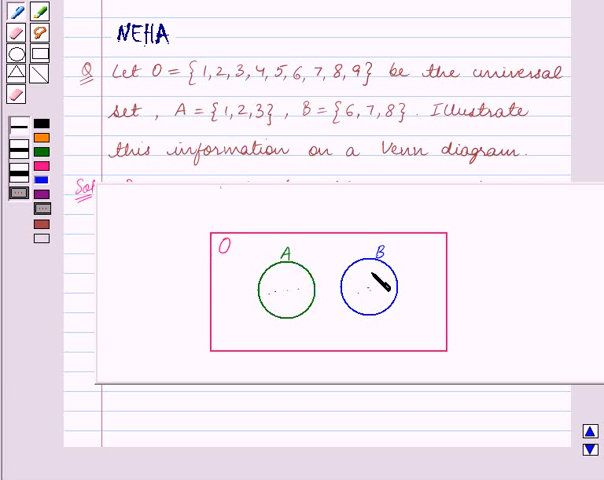 NEHA
Q Let O = {1,2,3,4,5,6,7,8,9} be the universal
set, A = {1,2,3}, B = {6,7,8}. Illustrate
this information on a Venn diagram.
Sol
O
A
B